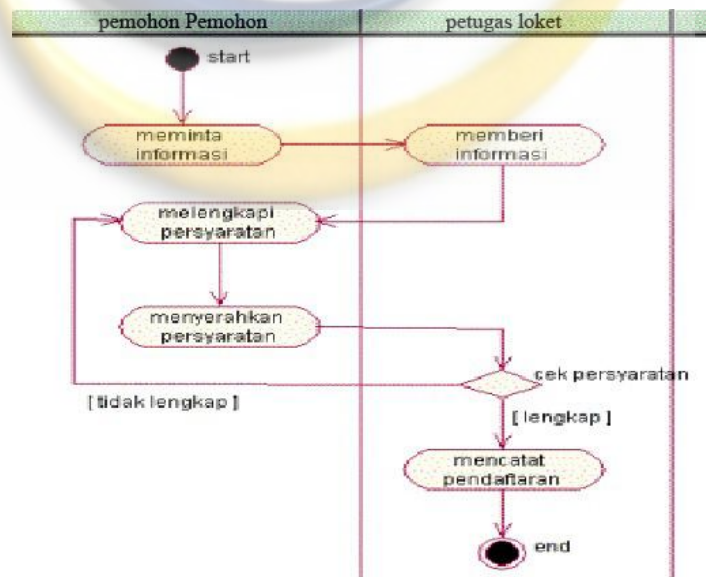 pemohon Pemohon
petugas loket
start
meminta
informasi
memberi
informasi
melengkapi
persyaratan
menyerahkan
persyaratan
cek persyaratan
[ tidak lengkap ]
[ lengkap ]
mencatat
pendaftaran
end